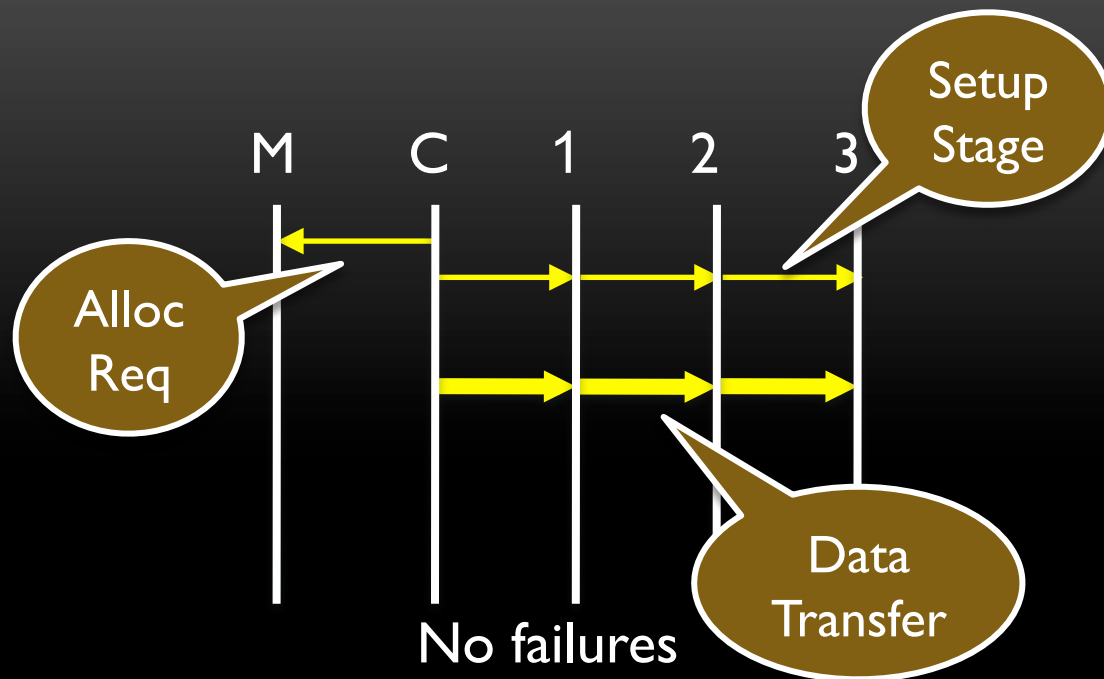 Setup
Stage
M C 1 2 3
Alloc
Req
Data
Transfer
No failures